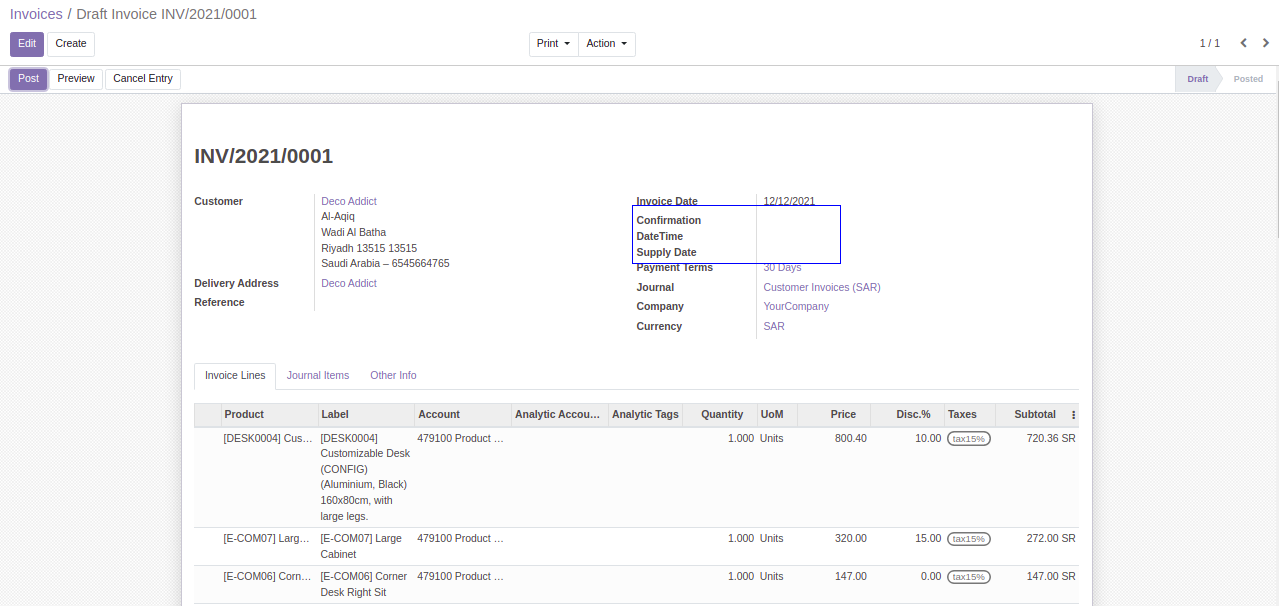 Invoices / Draft Invoice INV/2021/0001
Edit Create Print Action 1 / 1
Post Preview Cancel Entry Draft Posted
INV/2021/0001
Customer Deco Addict
Al-Aqiq
Wadi Al Batha
Riyadh 13515 13515
Saudi Arabia – 6545664765
Delivery Address Deco Addict
Reference
Invoice Date 12/12/2021
Confirmation
DateTime
Supply Date
Payment Terms 30 Days
Journal Customer Invoices (SAR)
Company YourCompany
Currency SAR
Invoice Lines Journal Items Other Info
Product Label Account Analytic Accou... Analytic Tags Quantity UoM Price Disc.% Taxes Subtotal
[DESK0004] Cus... [DESK0004] 479100 Product ... 1.000 Units 800.40 10.00 tax15% 720.36 SR
Customizable Desk
(CONFIG)
(Aluminium, Black)
160x80cm, with
large legs.
[E-COM07] Larg... [E-COM07] Large 479100 Product ... 1.000 Units 320.00 15.00 tax15% 272.00 SR
Cabinet
[E-COM06] Corn... [E-COM06] Corner 479100 Product ... 1.000 Units 147.00 0.00 tax15% 147.00 SR
Desk Right Sit